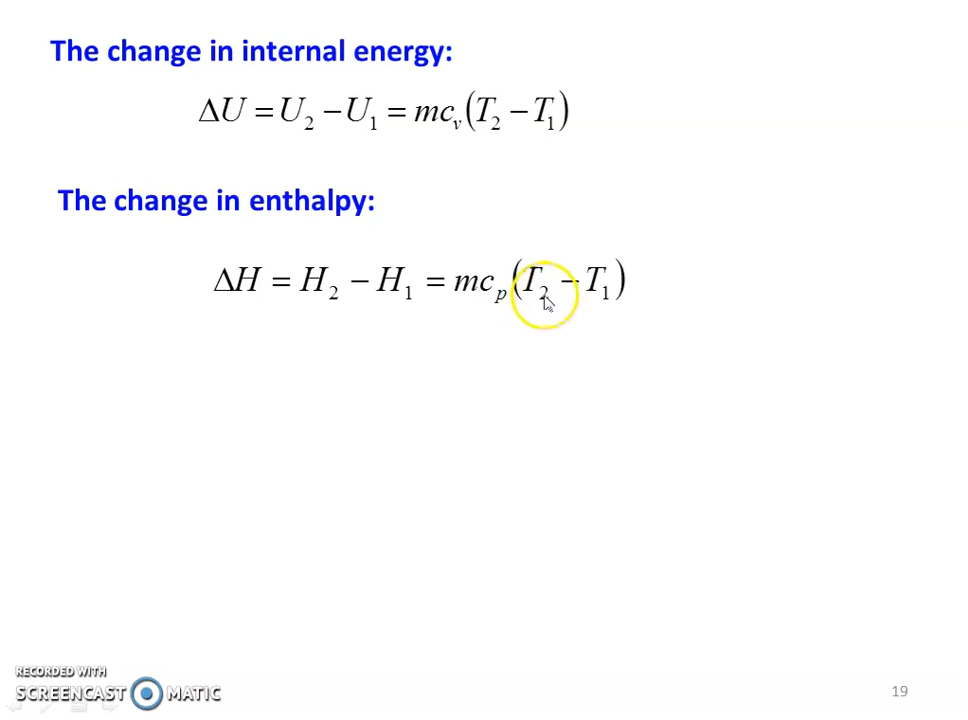 The change in internal energy:
ΔU = U₂ − U₁ = mcᵥ(T₂ − T₁)
The change in enthalpy:
ΔH = H₂ − H₁ = mcₚ(T₂ − T₁)
RECORDED WITH
SCREENCAST MATIC
19